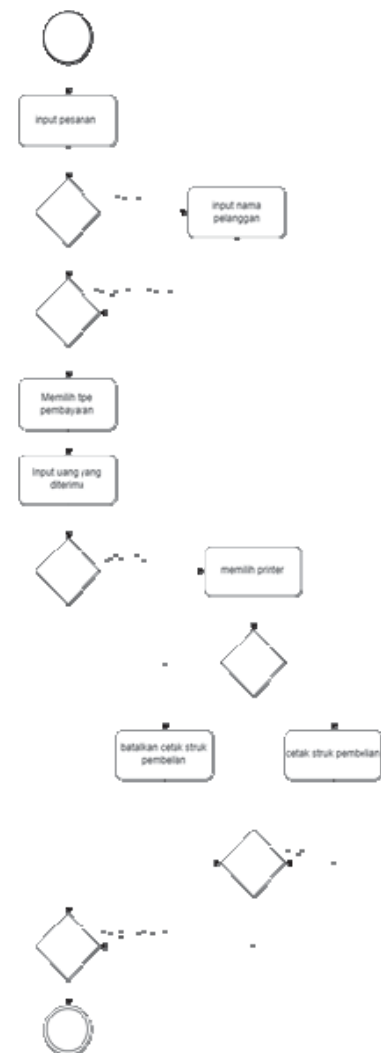 input pesanan
input nama
pelanggan
Memilih tipe
pembayaran
Input uang yang
diterima
memilih printer
batalkan cetak struk
pembelian
cetak struk pembelian